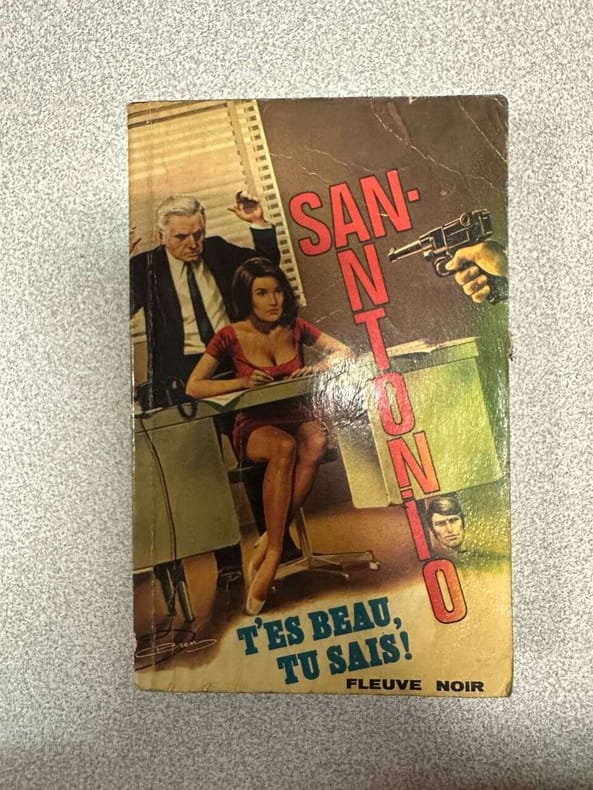 SAN-
ANTONIO
T'ES BEAU,
TU SAIS!
FLEUVE NOIR